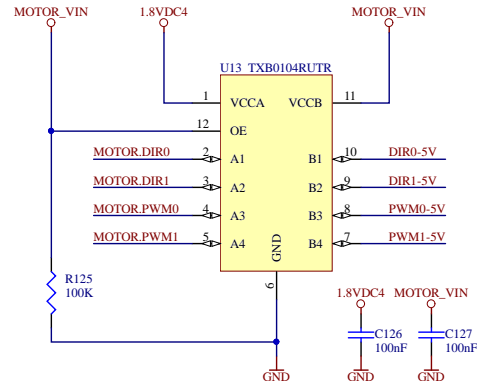 MOTOR_VIN 1.8VDC4 MOTOR_VIN
U13 TXB0104RUTR
1 VCCA VCCB 11
12 OE
MOTOR.DIR0 2 A1 B1 10 DIR0-5V
MOTOR.DIR1 3 A2 B2 9 DIR1-5V
MOTOR.PWM0 4 A3 B3 8 PWM0-5V
MOTOR.PWM1 5 A4 B4 7 PWM1-5V
GND
6
R125
100K
1.8VDC4 MOTOR_VIN
C126 C127
100nF 100nF
GND GND GND